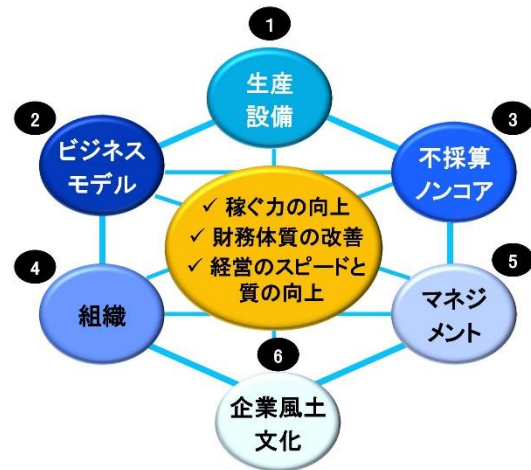 1
生産
設備
2
ビジネス
モデル
3
不採算
ノンコア
✓ 稼ぐ力の向上
✓ 財務体質の改善
✓ 経営のスピードと
質の向上
4
組織
5
マネジ
メント
6
企業風土
文化